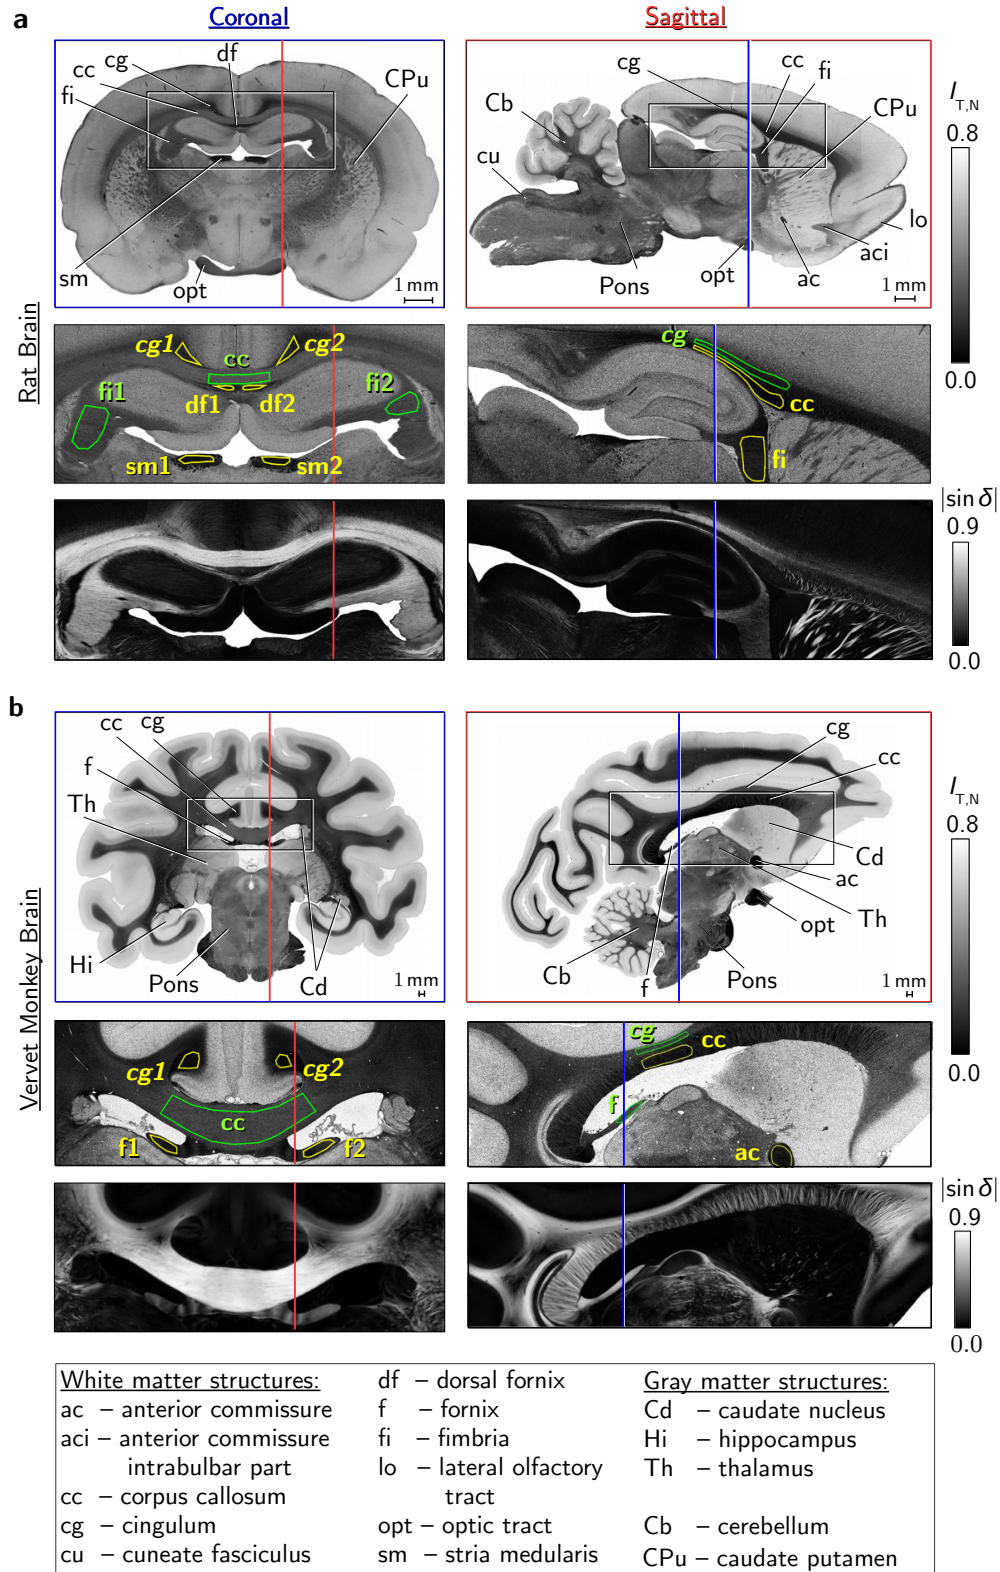 a
Coronal
Sagittal
df
cg
cc
fi
CPu
sm
opt
1 mm
cg
cc
fi
Cb
CPu
cu
lo
aci
ac
opt
Pons
1 mm
I T,N
0.8
0.0
Rat Brain
cg1
cc
cg2
fi1
fi2
df1
df2
sm1
sm2
cg
cc
fi
|sin δ|
0.9
0.0
b
cc
cg
f
Th
Hi
Pons
Cd
1 mm
cg
cc
Cd
ac
Th
opt
Cb
f
Pons
1 mm
I T,N
0.8
0.0
Vervet Monkey Brain
cg1
cg2
cc
f1
f2
cg
cc
f
ac
|sin δ|
0.9
0.0
White matter structures:
ac – anterior commissure
aci – anterior commissure
intrabulbar part
cc – corpus callosum
cg – cingulum
cu – cuneate fasciculus
df – dorsal fornix
f – fornix
fi – fimbria
lo – lateral olfactory
tract
opt – optic tract
sm – stria medularis
Gray matter structures:
Cd – caudate nucleus
Hi – hippocampus
Th – thalamus
Cb – cerebellum
CPu – caudate putamen